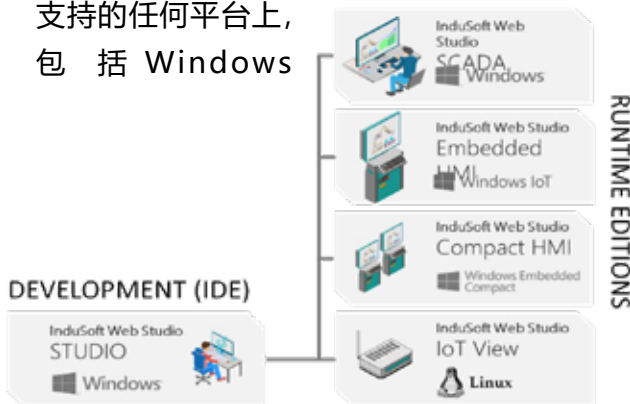 支持的任何平台上，
包 括 Windows
InduSoft Web
Studio
SCADA
Windows
InduSoft Web Studio
Embedded
HMI
Windows IoT
InduSoft Web Studio
Compact HMI
Windows Embedded
Compact
DEVELOPMENT (IDE)
InduSoft Web Studio
STUDIO
Windows
InduSoft Web Studio
IoT View
Linux
RUNTIME EDITIONS